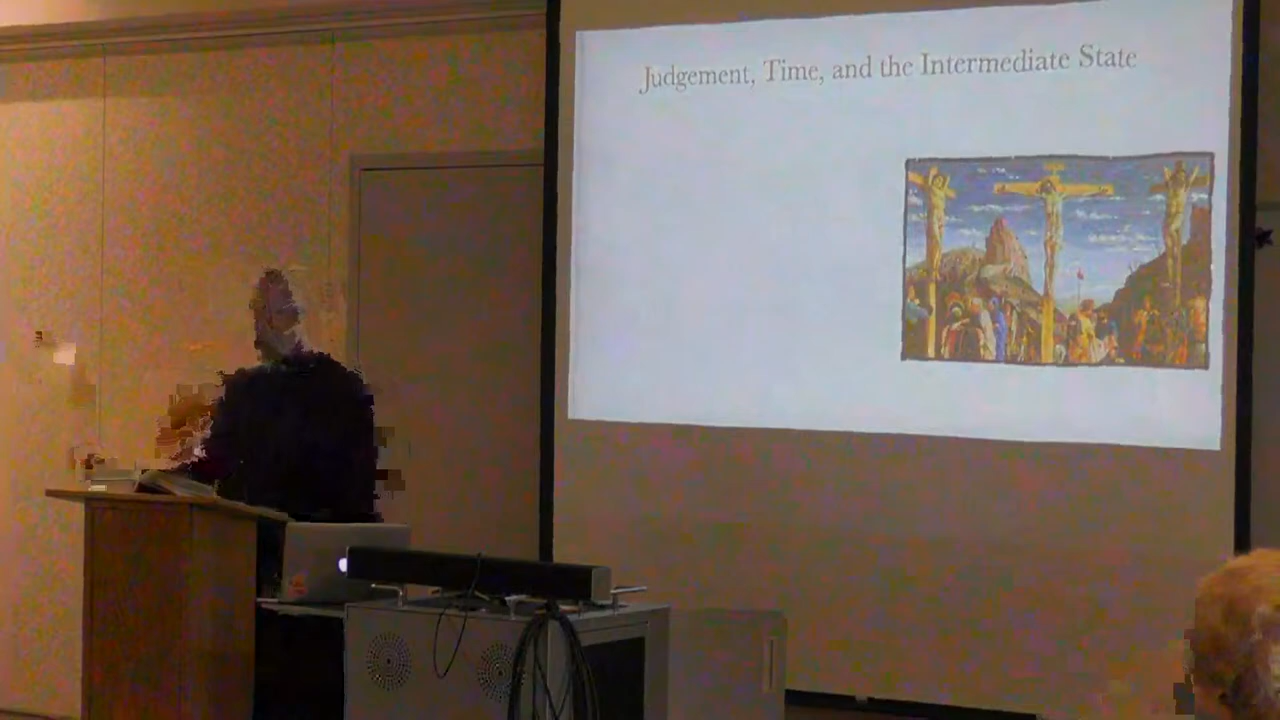 Judgement, Time, and the Intermediate State